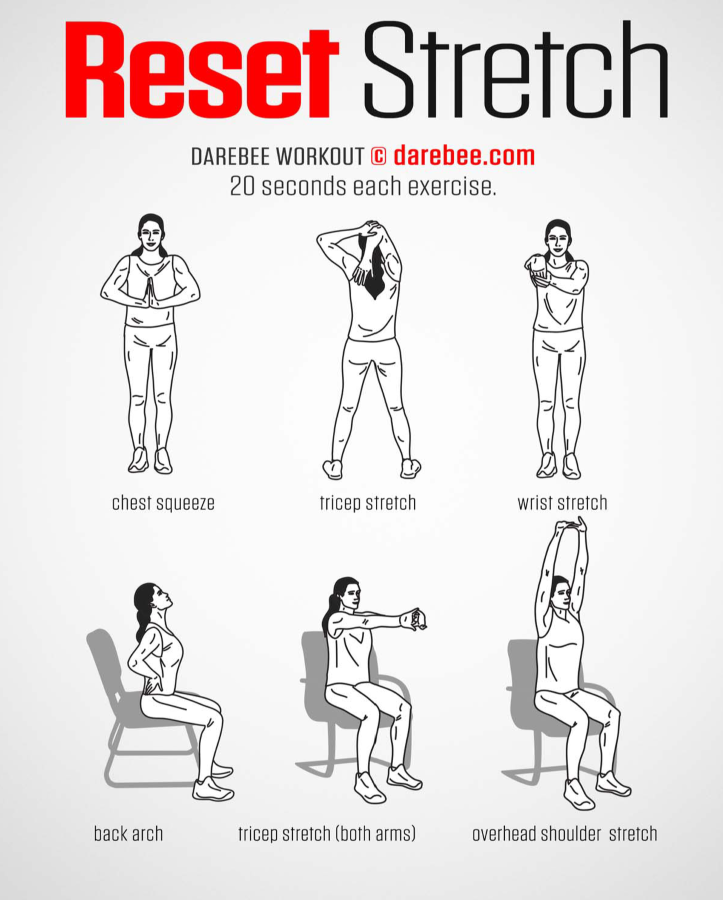 Reset Stretch
DAREBEE WORKOUT © darebee.com
20 seconds each exercise.
chest squeeze
tricep stretch
wrist stretch
back arch
tricep stretch (both arms)
overhead shoulder stretch